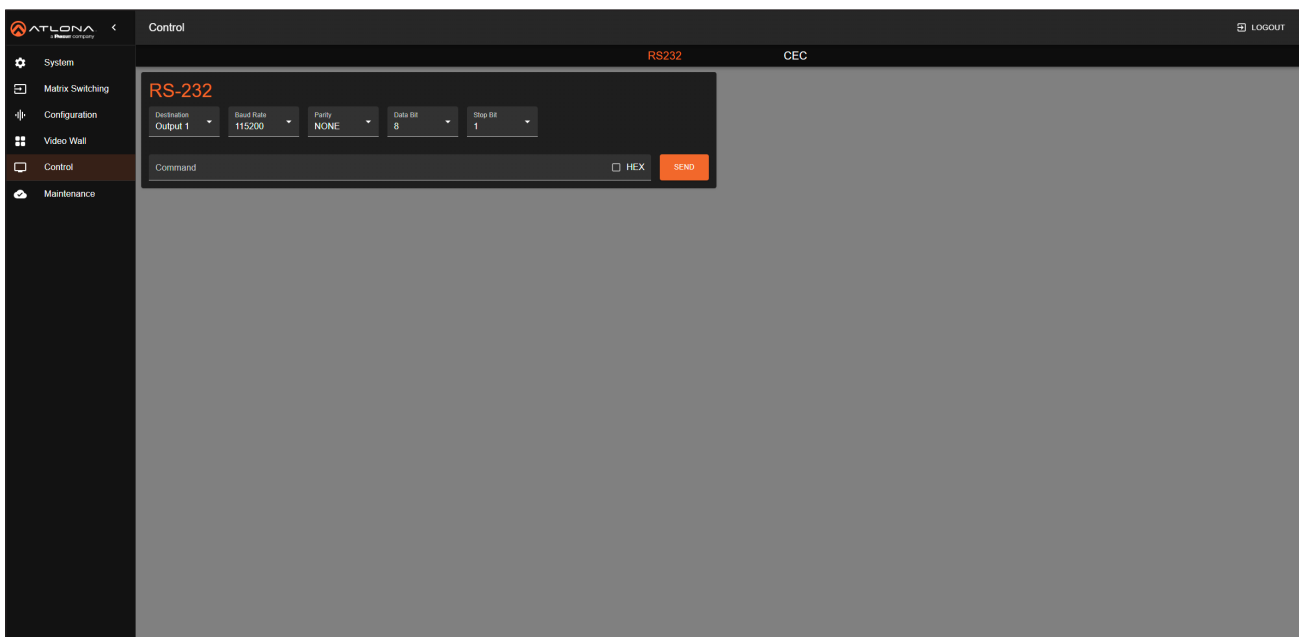 ATLONA
a Panduit company
Control
LOGOUT
System
Matrix Switching
Configuration
Video Wall
Control
Maintenance
RS232
CEC
RS-232
Destination
Output 1
Baud Rate
115200
Parity
NONE
Data Bit
8
Stop Bit
1
Command
HEX
SEND